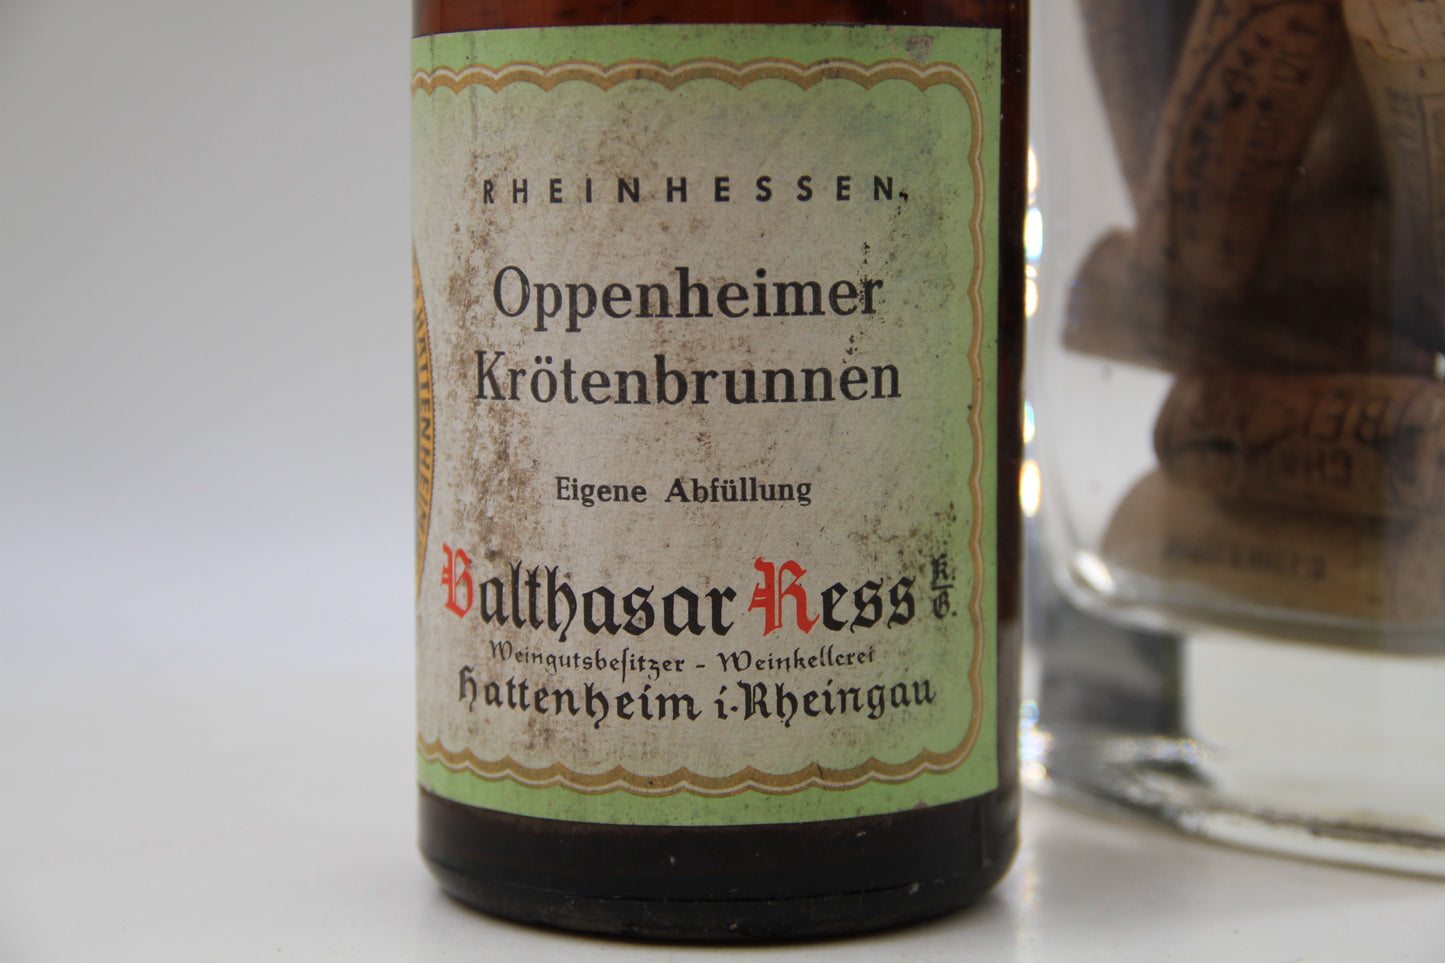 RHEINHESSEN
Oppenheimer
Krötenbrunnen
Eigene Abfüllung
Balthasar Ress K.G.
Weingutsbesitzer - Weinkellerei
Hattenheim i. Rheingau